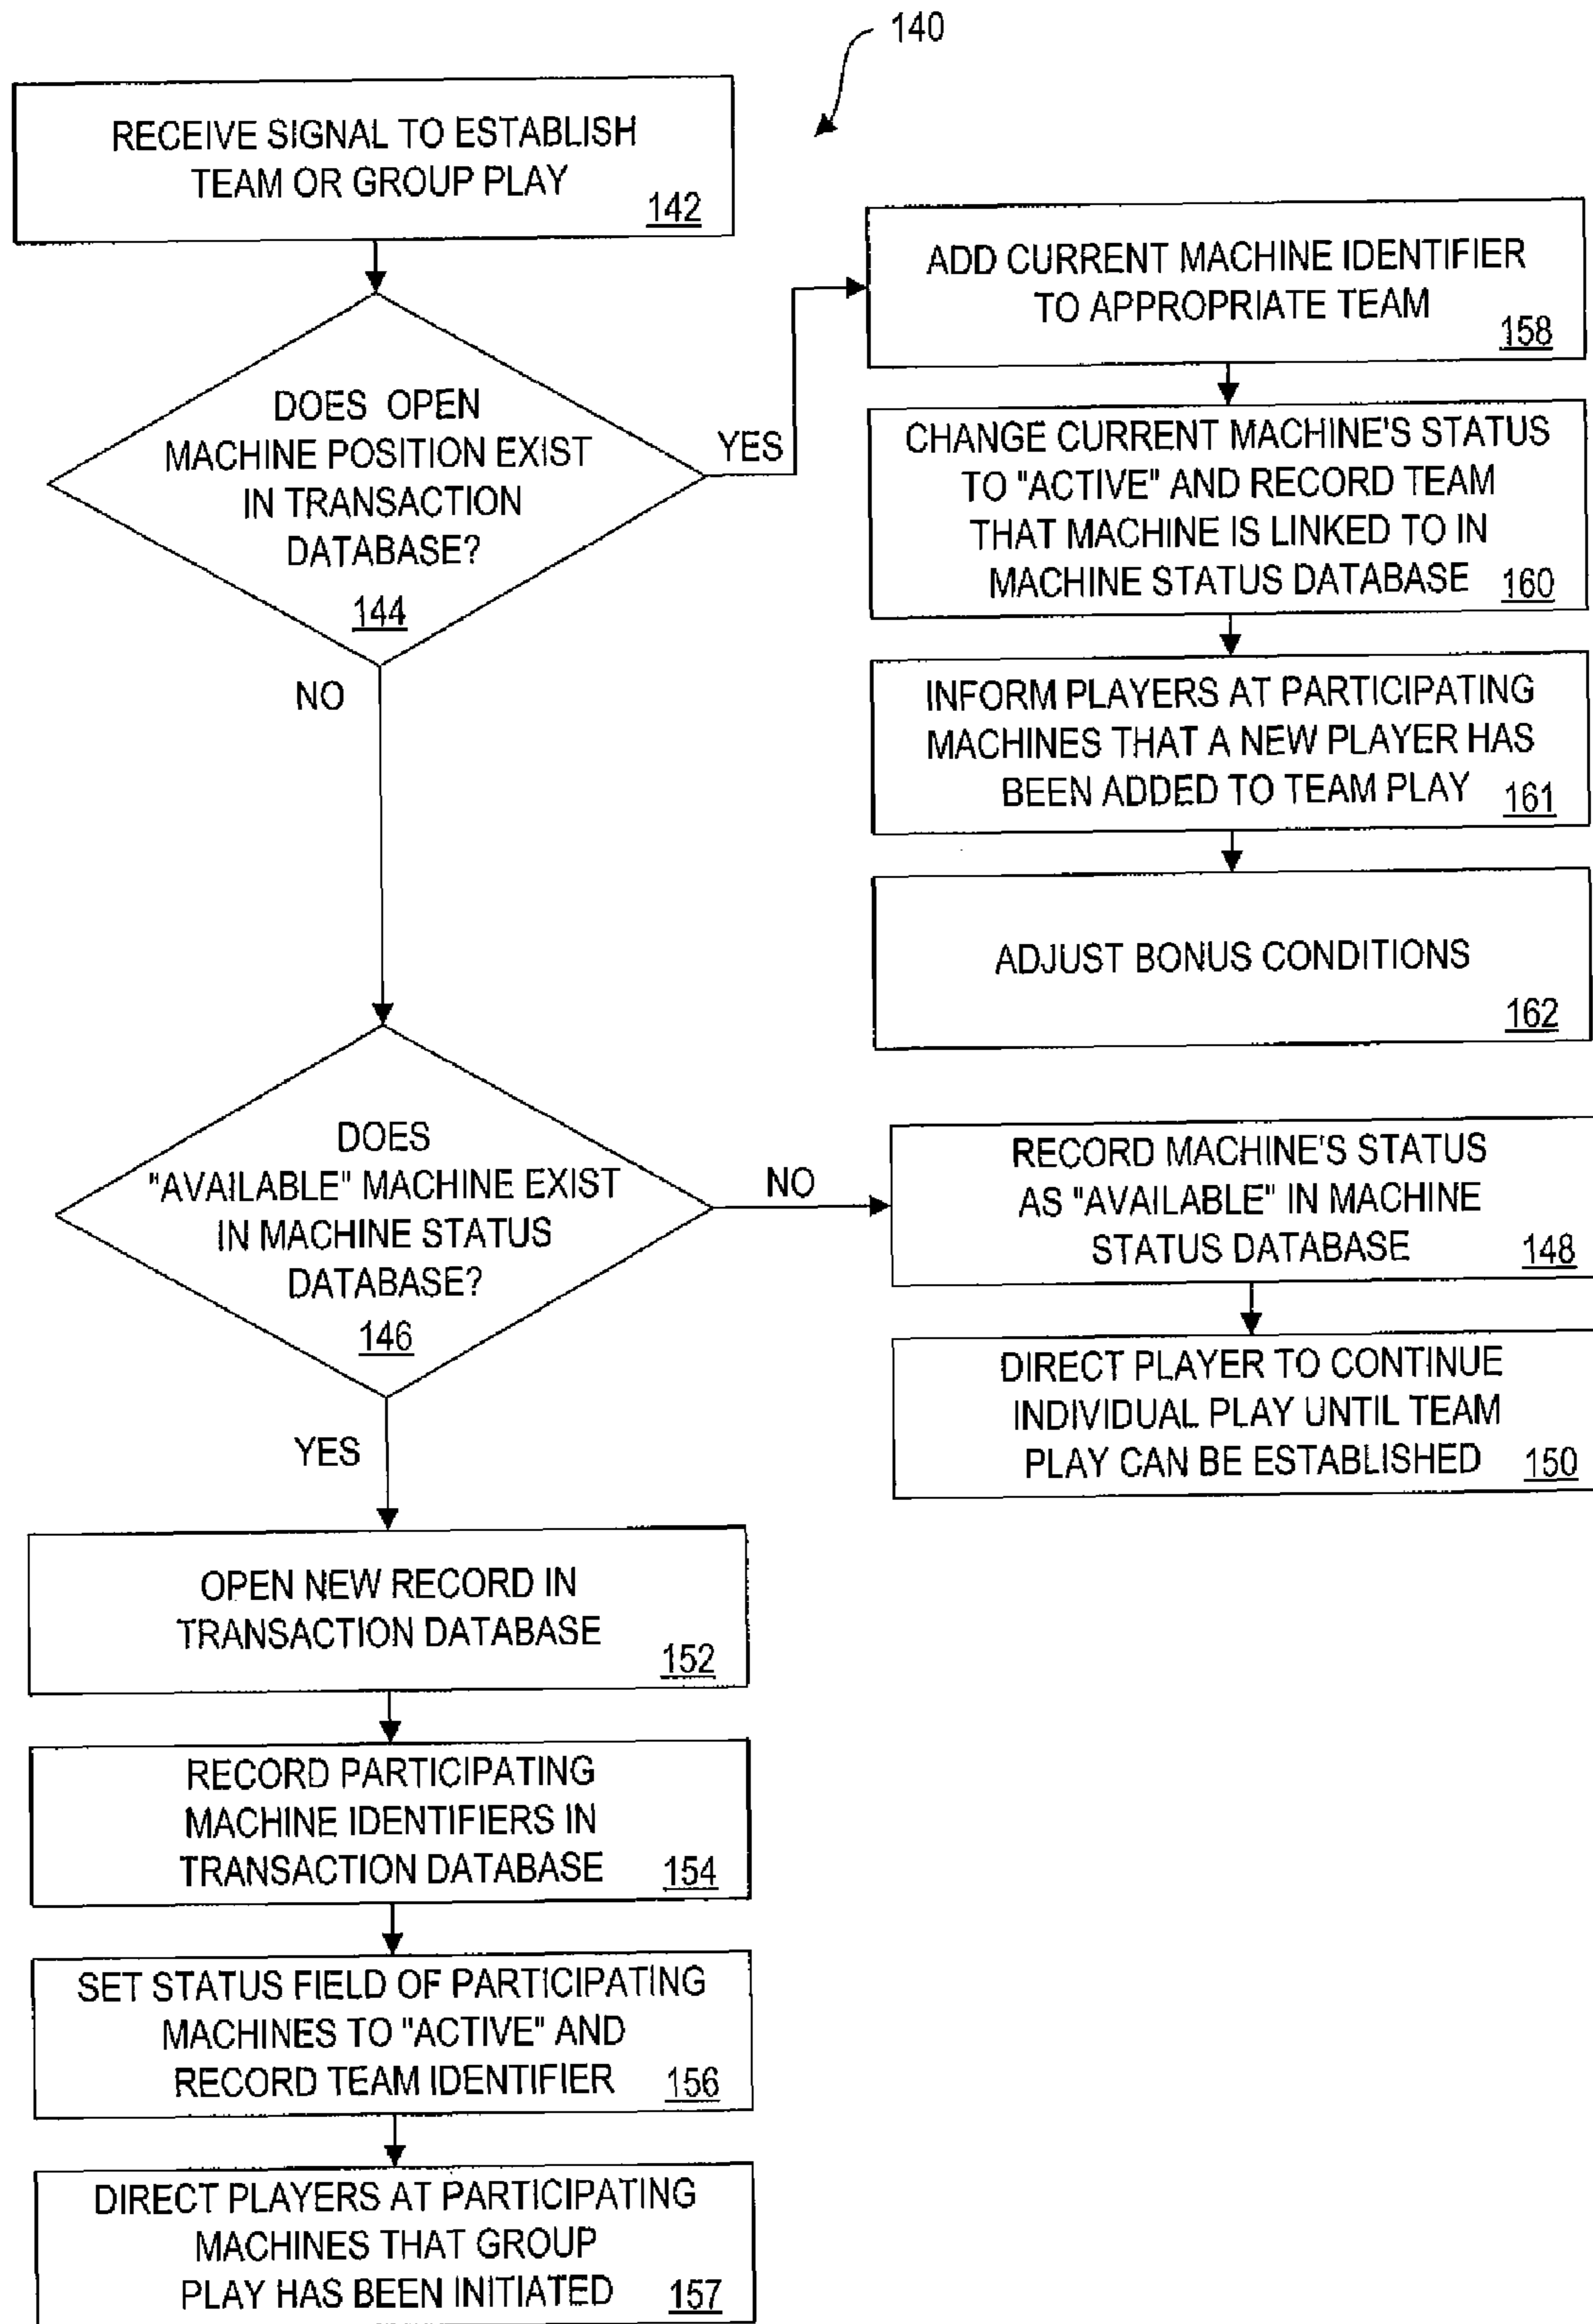 140
RECEIVE SIGNAL TO ESTABLISH
TEAM OR GROUP PLAY
142
DOES OPEN
MACHINE POSITION EXIST
IN TRANSACTION
DATABASE?
144
YES
NO
ADD CURRENT MACHINE IDENTIFIER
TO APPROPRIATE TEAM
158
CHANGE CURRENT MACHINE'S STATUS
TO "ACTIVE" AND RECORD TEAM
THAT MACHINE IS LINKED TO IN
MACHINE STATUS DATABASE 160
INFORM PLAYERS AT PARTICIPATING
MACHINES THAT A NEW PLAYER HAS
BEEN ADDED TO TEAM PLAY 161
ADJUST BONUS CONDITIONS
162
DOES
"AVAILABLE" MACHINE EXIST
IN MACHINE STATUS
DATABASE?
146
NO
YES
RECORD MACHINE'S STATUS
AS "AVAILABLE" IN MACHINE
STATUS DATABASE 148
DIRECT PLAYER TO CONTINUE
INDIVIDUAL PLAY UNTIL TEAM
PLAY CAN BE ESTABLISHED 150
OPEN NEW RECORD IN
TRANSACTION DATABASE
152
RECORD PARTICIPATING
MACHINE IDENTIFIERS IN
TRANSACTION DATABASE 154
SET STATUS FIELD OF PARTICIPATING
MACHINES TO "ACTIVE" AND
RECORD TEAM IDENTIFIER 156
DIRECT PLAYERS AT PARTICIPATING
MACHINES THAT GROUP
PLAY HAS BEEN INITIATED 157